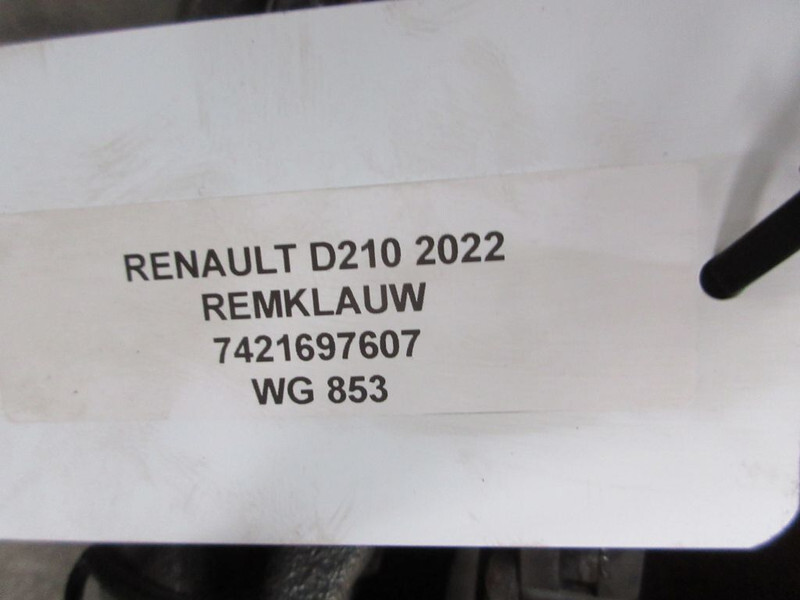 RENAULT D210 2022
REMKLAUW
7421697607
WG 853